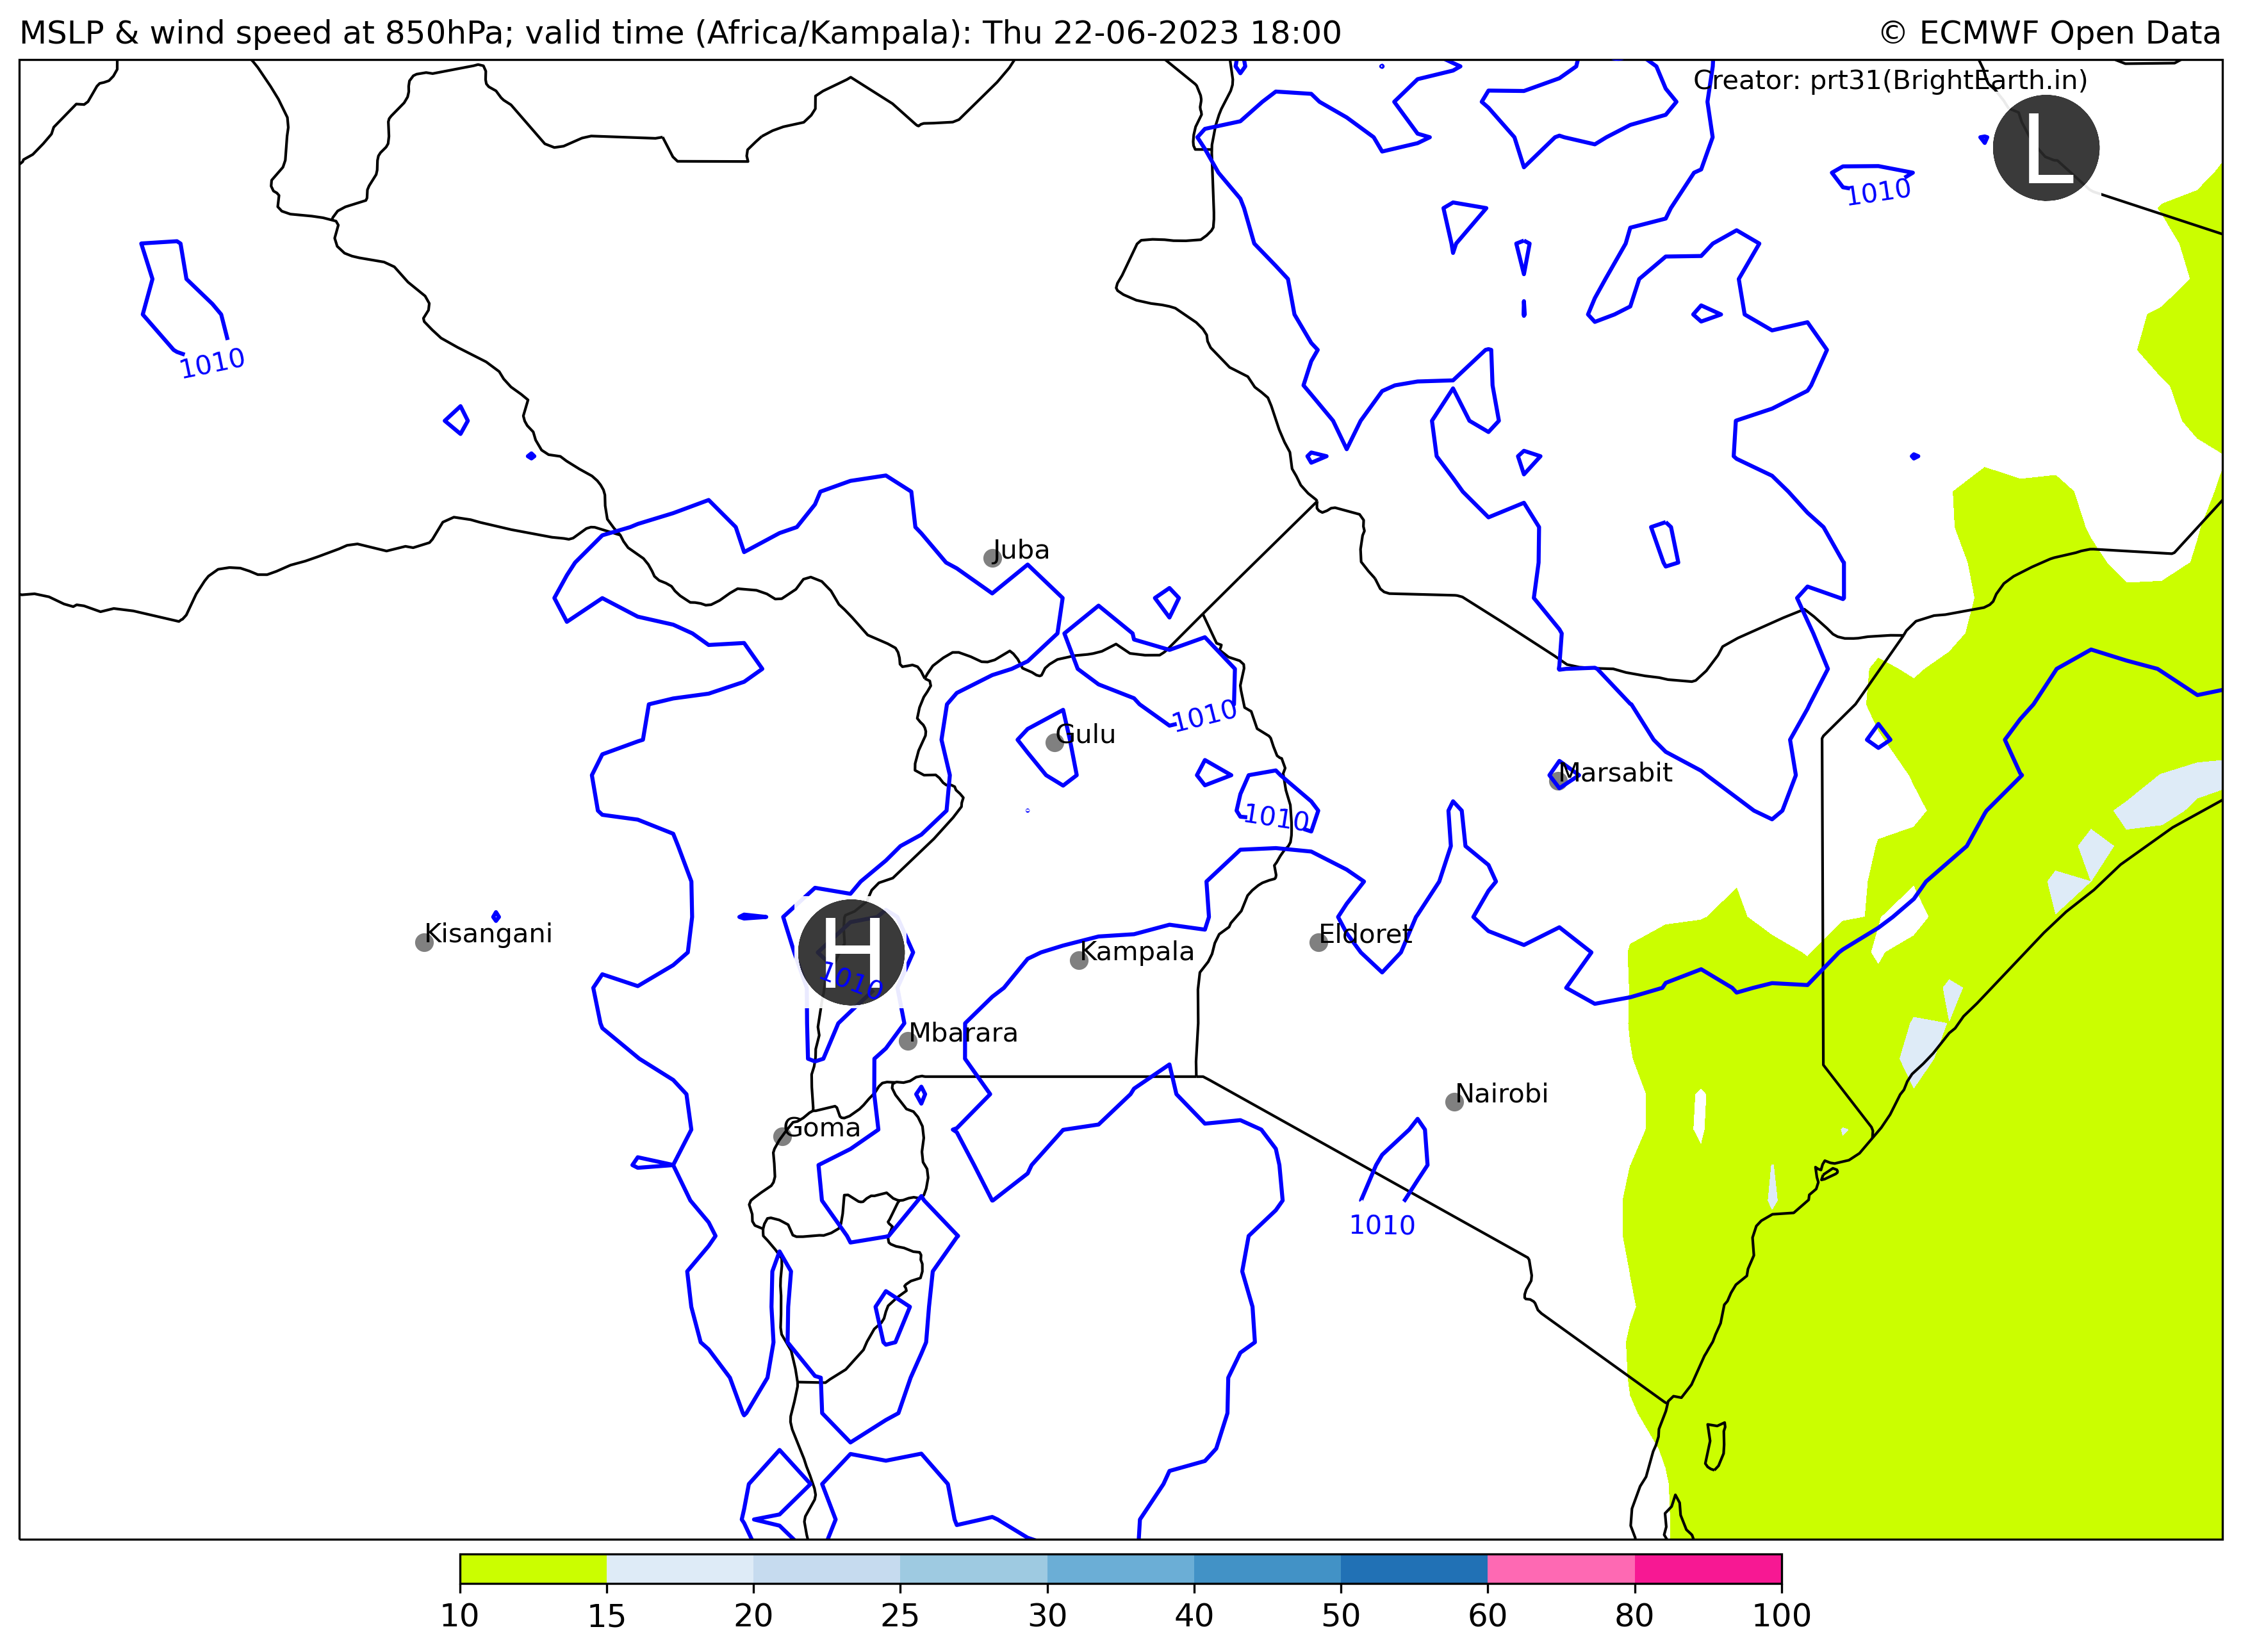 MSLP & wind speed at 850hPa; valid time (Africa/Kampala): Thu 22-06-2023 18:00
© ECMWF Open Data
Creator: prt31(BrightEarth.in)
L
1010
1010
Juba
1010
Gulu
Marsabit
1010
Kisangani
Eldoret
H
Kampala
1010
Mbarara
Nairobi
Goma
1010
10 15 20 25 30 40 50 60 80 100